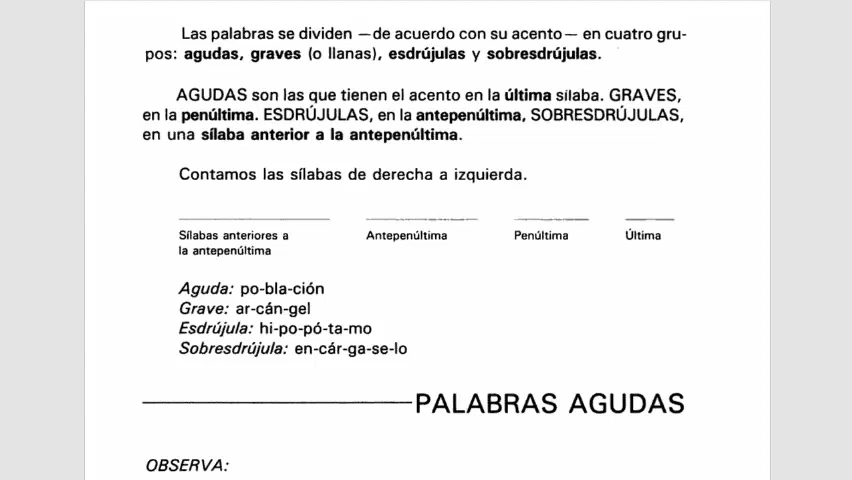 Las palabras se dividen —de acuerdo con su acento— en cuatro gru-
pos: agudas, graves (o llanas), esdrújulas y sobresdrújulas.
AGUDAS son las que tienen el acento en la última sílaba. GRAVES,
en la penúltima. ESDRÚJULAS, en la antepenúltima, SOBRESDRÚJULAS,
en una sílaba anterior a la antepenúltima.
Contamos las sílabas de derecha a izquierda.
Sílabas anteriores a
la antepenúltima
Antepenúltima
Penúltima
Última
Aguda: po-bla-ción
Grave: ar-cán-gel
Esdrújula: hi-po-pó-ta-mo
Sobresdrújula: en-cár-ga-se-lo
PALABRAS AGUDAS
OBSERVA: